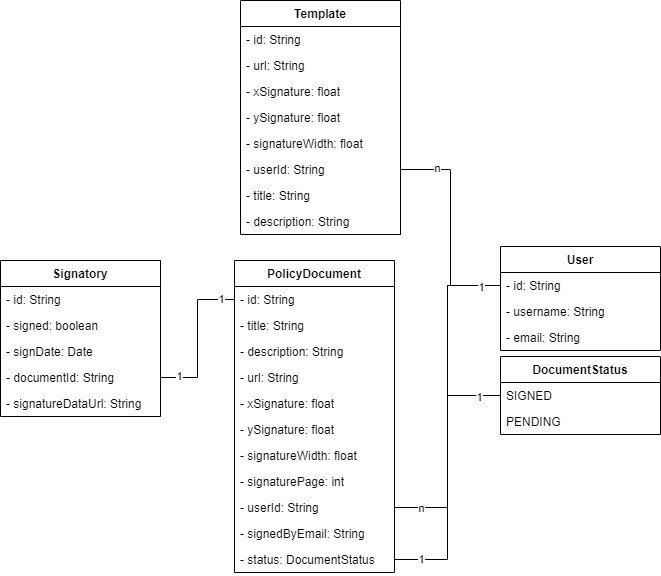 Template
- id: String
- url: String
- xSignature: float
- ySignature: float
- signatureWidth: float
- userId: String
- title: String
- description: String
n
Signatory
- id: String
- signed: boolean
- signDate: Date
- documentId: String
- signatureDataUrl: String
1
1
PolicyDocument
- id: String
- title: String
- description: String
- url: String
- xSignature: float
- ySignature: float
- signatureWidth: float
- signaturePage: int
- userId: String
- signedByEmail: String
- status: DocumentStatus
n
1
1
User
- id: String
- username: String
- email: String
1
DocumentStatus
SIGNED
PENDING